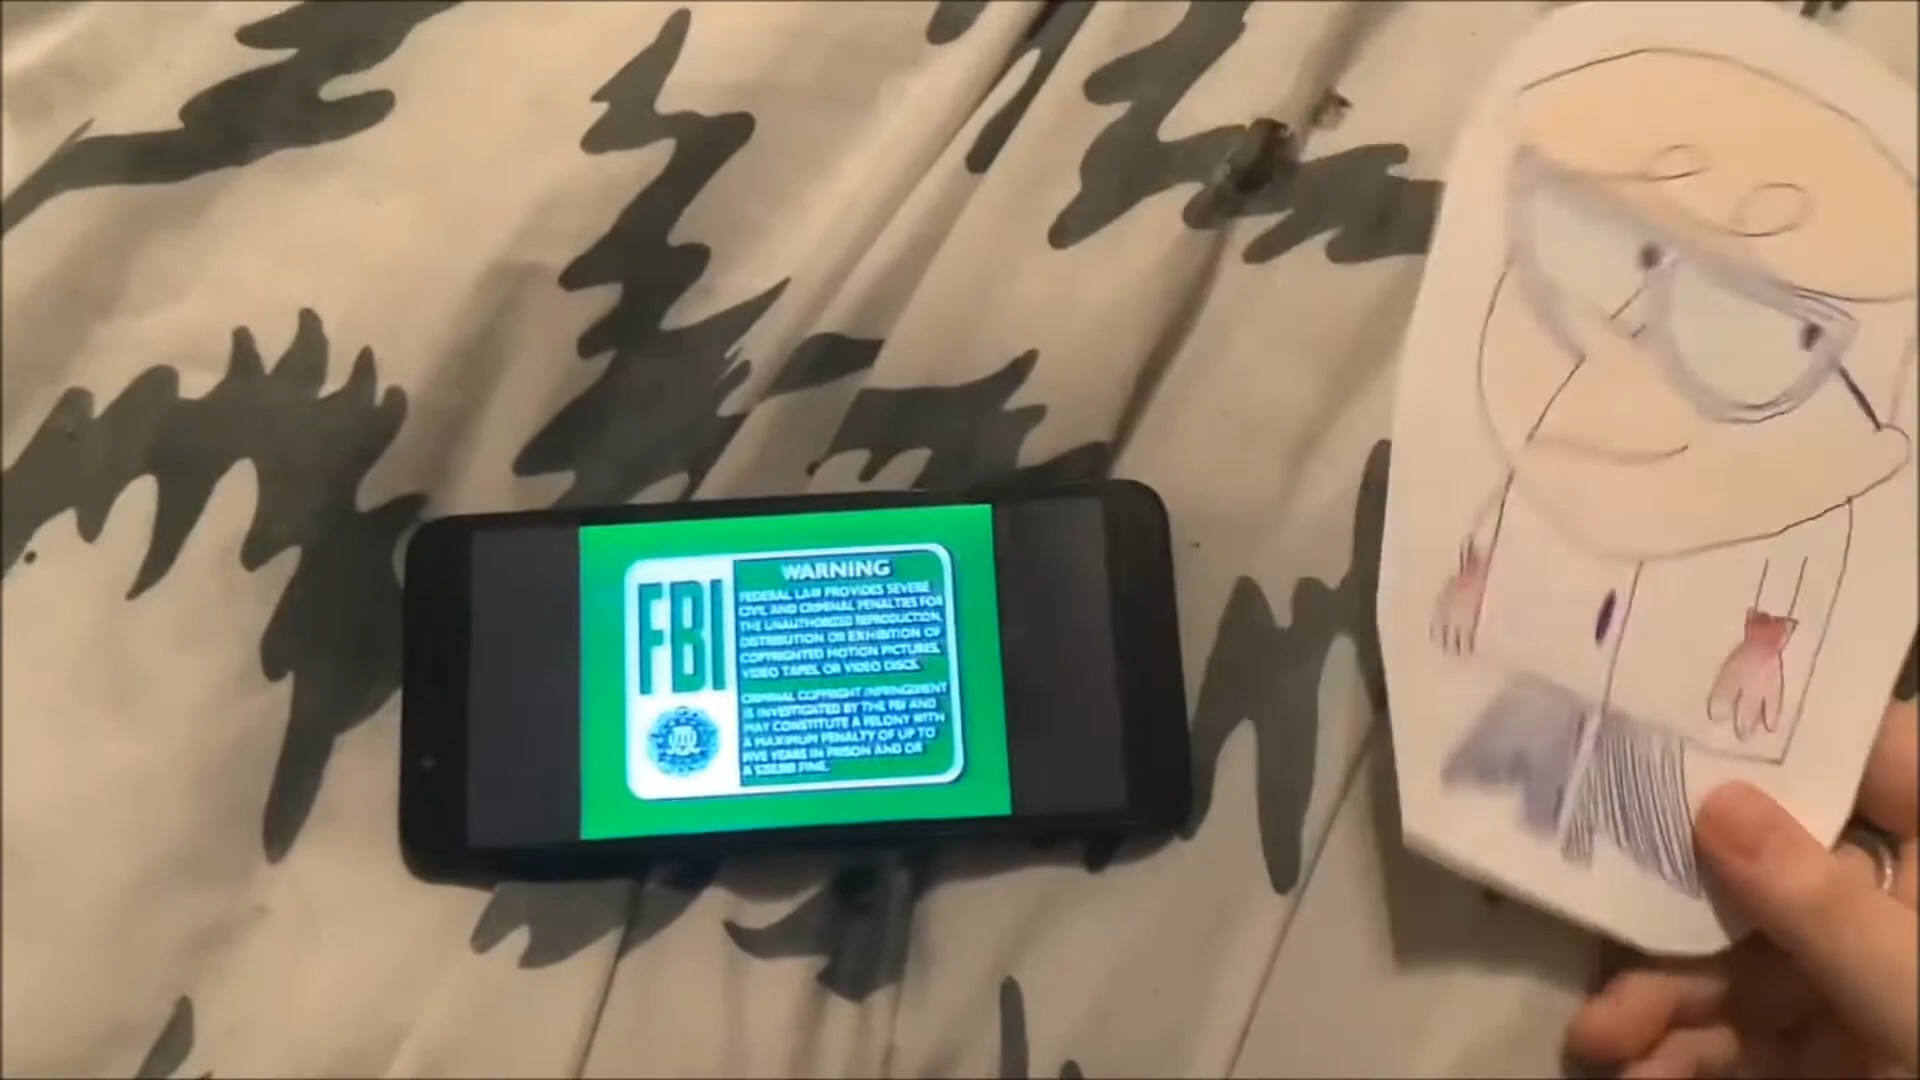 FBI
WARNING
FEDERAL LAW PROVIDES SEVERE
CIVIL AND CRIMINAL PENALTIES FOR
THE UNAUTHORIZED REPRODUCTION,
DISTRIBUTION OR EXHIBITION OF
COPYRIGHTED MOTION PICTURES,
VIDEO TAPES, OR VIDEO DISCS.
CRIMINAL COPYRIGHT INFRINGEMENT
IS INVESTIGATED BY THE FBI AND
MAY CONSTITUTE A FELONY WITH
A MAXIMUM PENALTY OF UP TO
FIVE YEARS IN PRISON AND OR
A FINE.